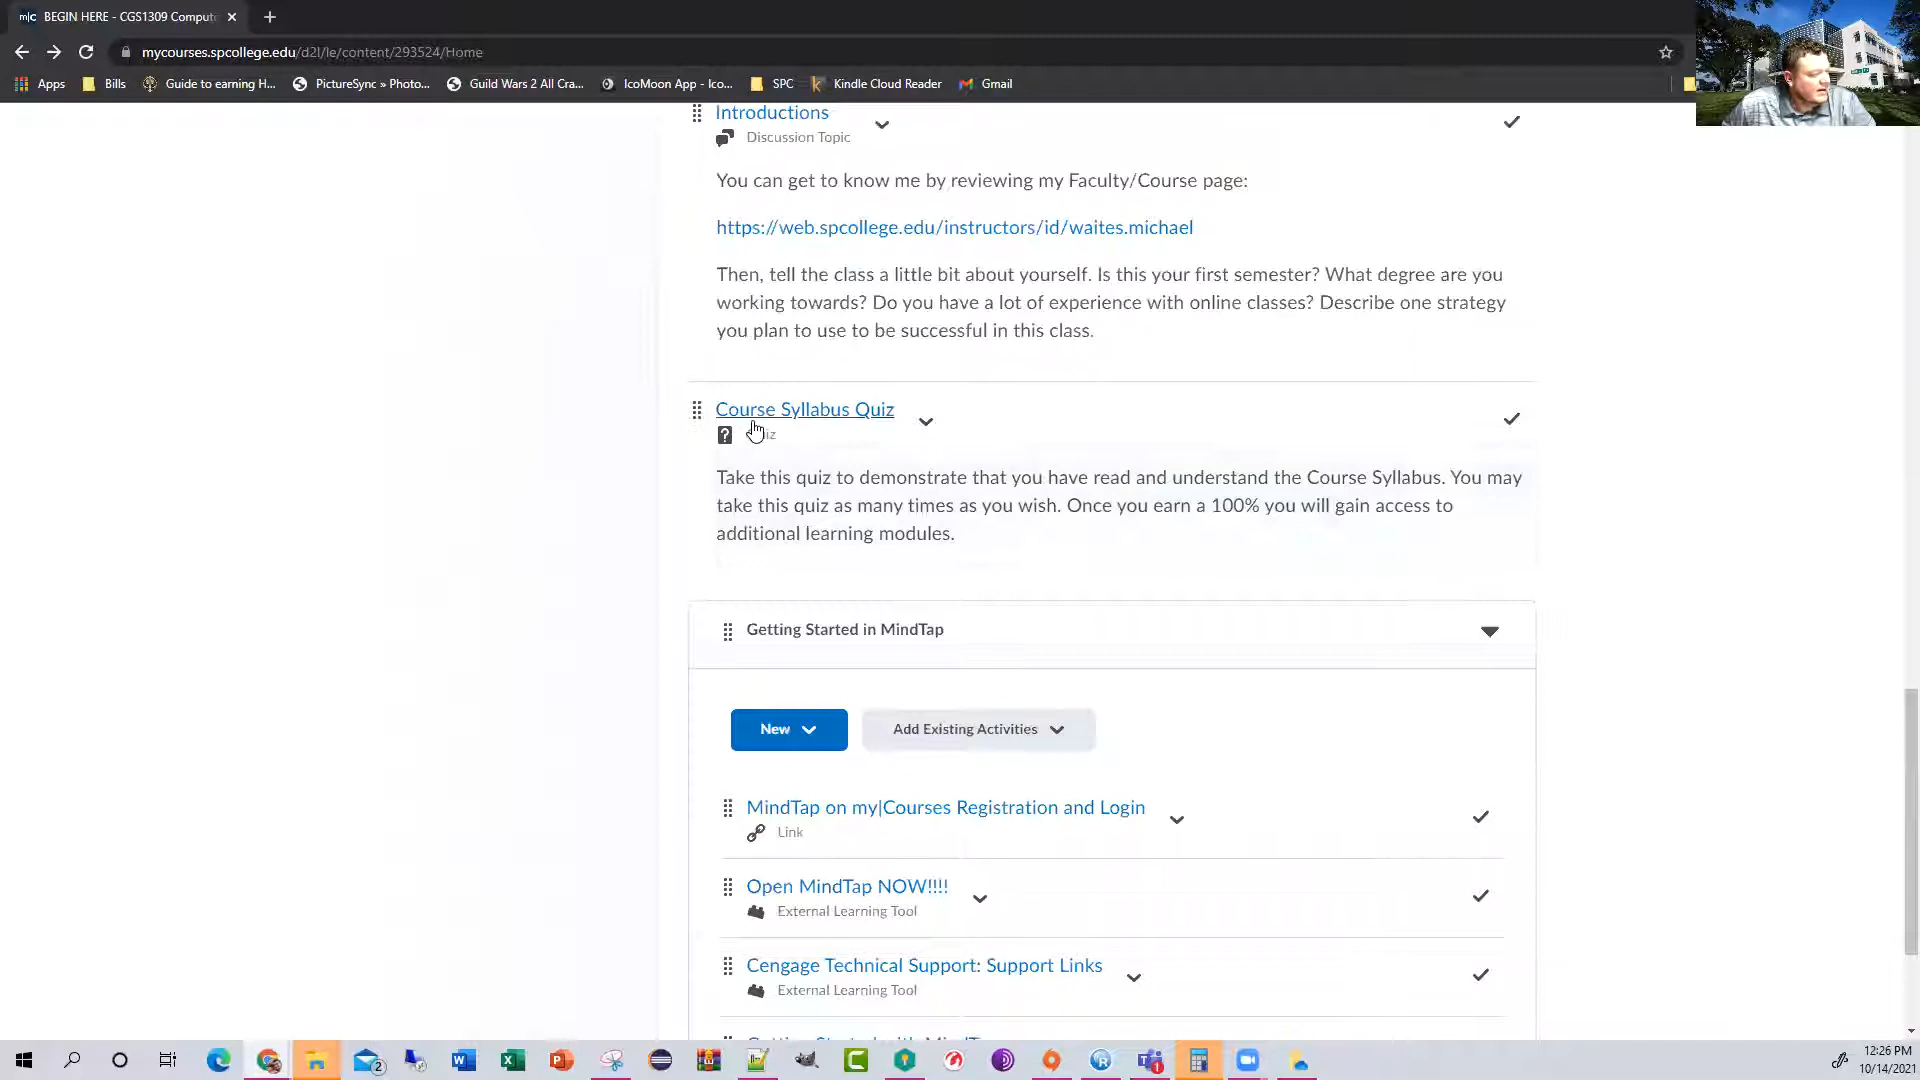 m|c BEGIN HERE - CGS1309 Compute
mycourses.spcollege.edu/d2l/le/content/293524/Home
Apps Bills Guide to earning H... PictureSync » Photo... Guild Wars 2 All Cra... IcoMoon App - Ico... SPC Kindle Cloud Reader Gmail
Introductions
Discussion Topic
You can get to know me by reviewing my Faculty/Course page:
https://web.spcollege.edu/instructors/id/waites.michael
Then, tell the class a little bit about yourself. Is this your first semester? What degree are you
working towards? Do you have a lot of experience with online classes? Describe one strategy
you plan to use to be successful in this class.
Course Syllabus Quiz
Take this quiz to demonstrate that you have read and understand the Course Syllabus. You may
take this quiz as many times as you wish. Once you earn a 100% you will gain access to
additional learning modules.
Getting Started in MindTap
New Add Existing Activities
MindTap on my|Courses Registration and Login
Link
Open MindTap NOW!!!!
External Learning Tool
Cengage Technical Support: Support Links
External Learning Tool
12:26 PM
10/14/2021